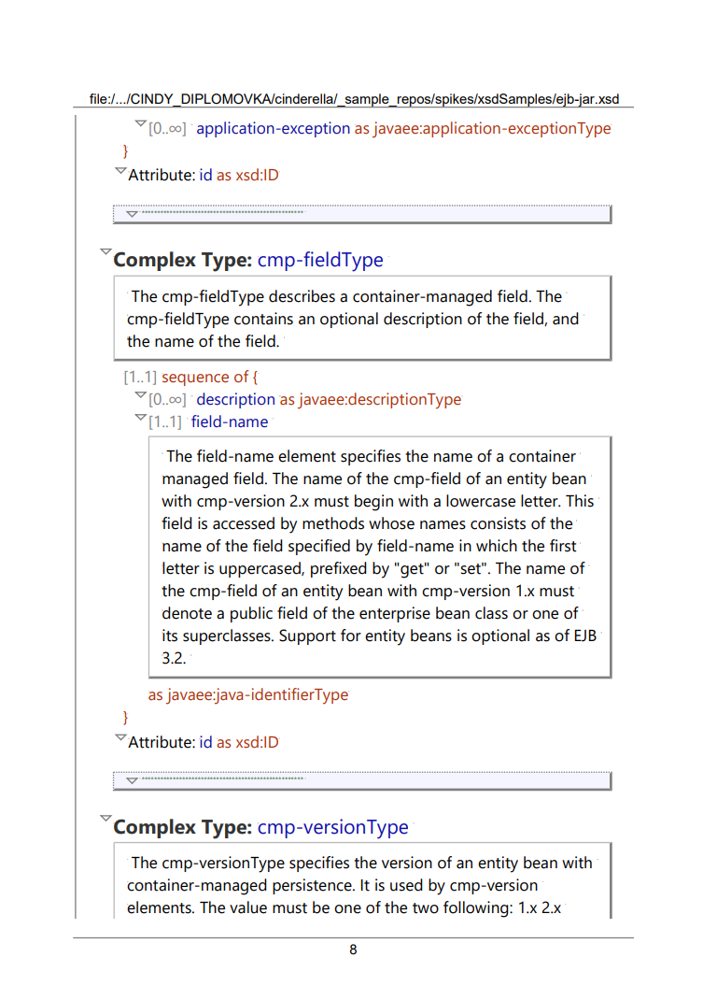 file:/.../CINDY_DIPLOMOVKA/cinderella/_sample_repos/spikes/xsdSamples/ejb-jar.xsd
[0..∞] application-exception as javaee:application-exceptionType
}
Attribute: id as xsd:ID
Complex Type: cmp-fieldType
The cmp-fieldType describes a container-managed field. The
cmp-fieldType contains an optional description of the field, and
the name of the field.
[1..1] sequence of {
[0..∞] description as javaee:descriptionType
[1..1] field-name
The field-name element specifies the name of a container
managed field. The name of the cmp-field of an entity bean
with cmp-version 2.x must begin with a lowercase letter. This
field is accessed by methods whose names consists of the
name of the field specified by field-name in which the first
letter is uppercased, prefixed by "get" or "set". The name of
the cmp-field of an entity bean with cmp-version 1.x must
denote a public field of the enterprise bean class or one of
its superclasses. Support for entity beans is optional as of EJB
3.2.
as javaee:java-identifierType
}
Attribute: id as xsd:ID
Complex Type: cmp-versionType
The cmp-versionType specifies the version of an entity bean with
container-managed persistence. It is used by cmp-version
elements. The value must be one of the two following: 1.x 2.x
8